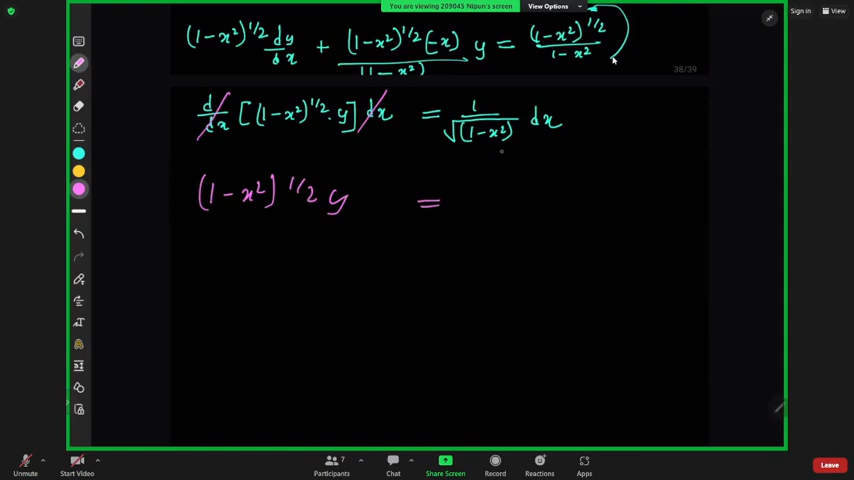 You are viewing 209045 Nipun's screen View Options
Sign in View
(1-x²)^1/2 dy/dx + (1-x²)^1/2 (-x)/(1-x²) y = (1-x²)^1/2/1-x²
38/39
d/dx [(1-x²)^1/2 . y] dx = 1/√(1-x²) dx
(1-x²)^1/2 y =
Unmute Start Video 7 Participants Chat Share Screen Record Reactions Apps Leave